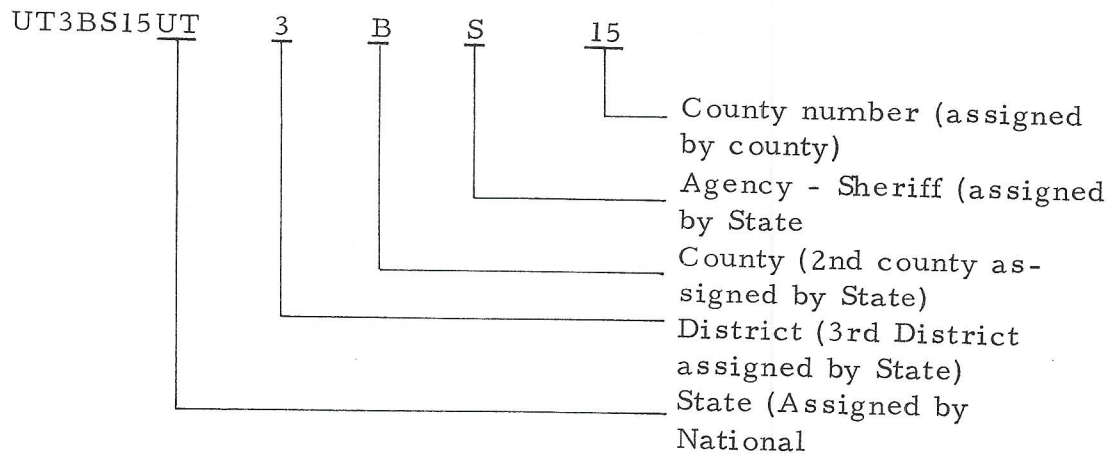 UT3BS15UT 3 B S 15
County number (assigned
by county)
Agency - Sheriff (assigned
by State
County (2nd county as-
signed by State)
District (3rd District
assigned by State)
State (Assigned by
National